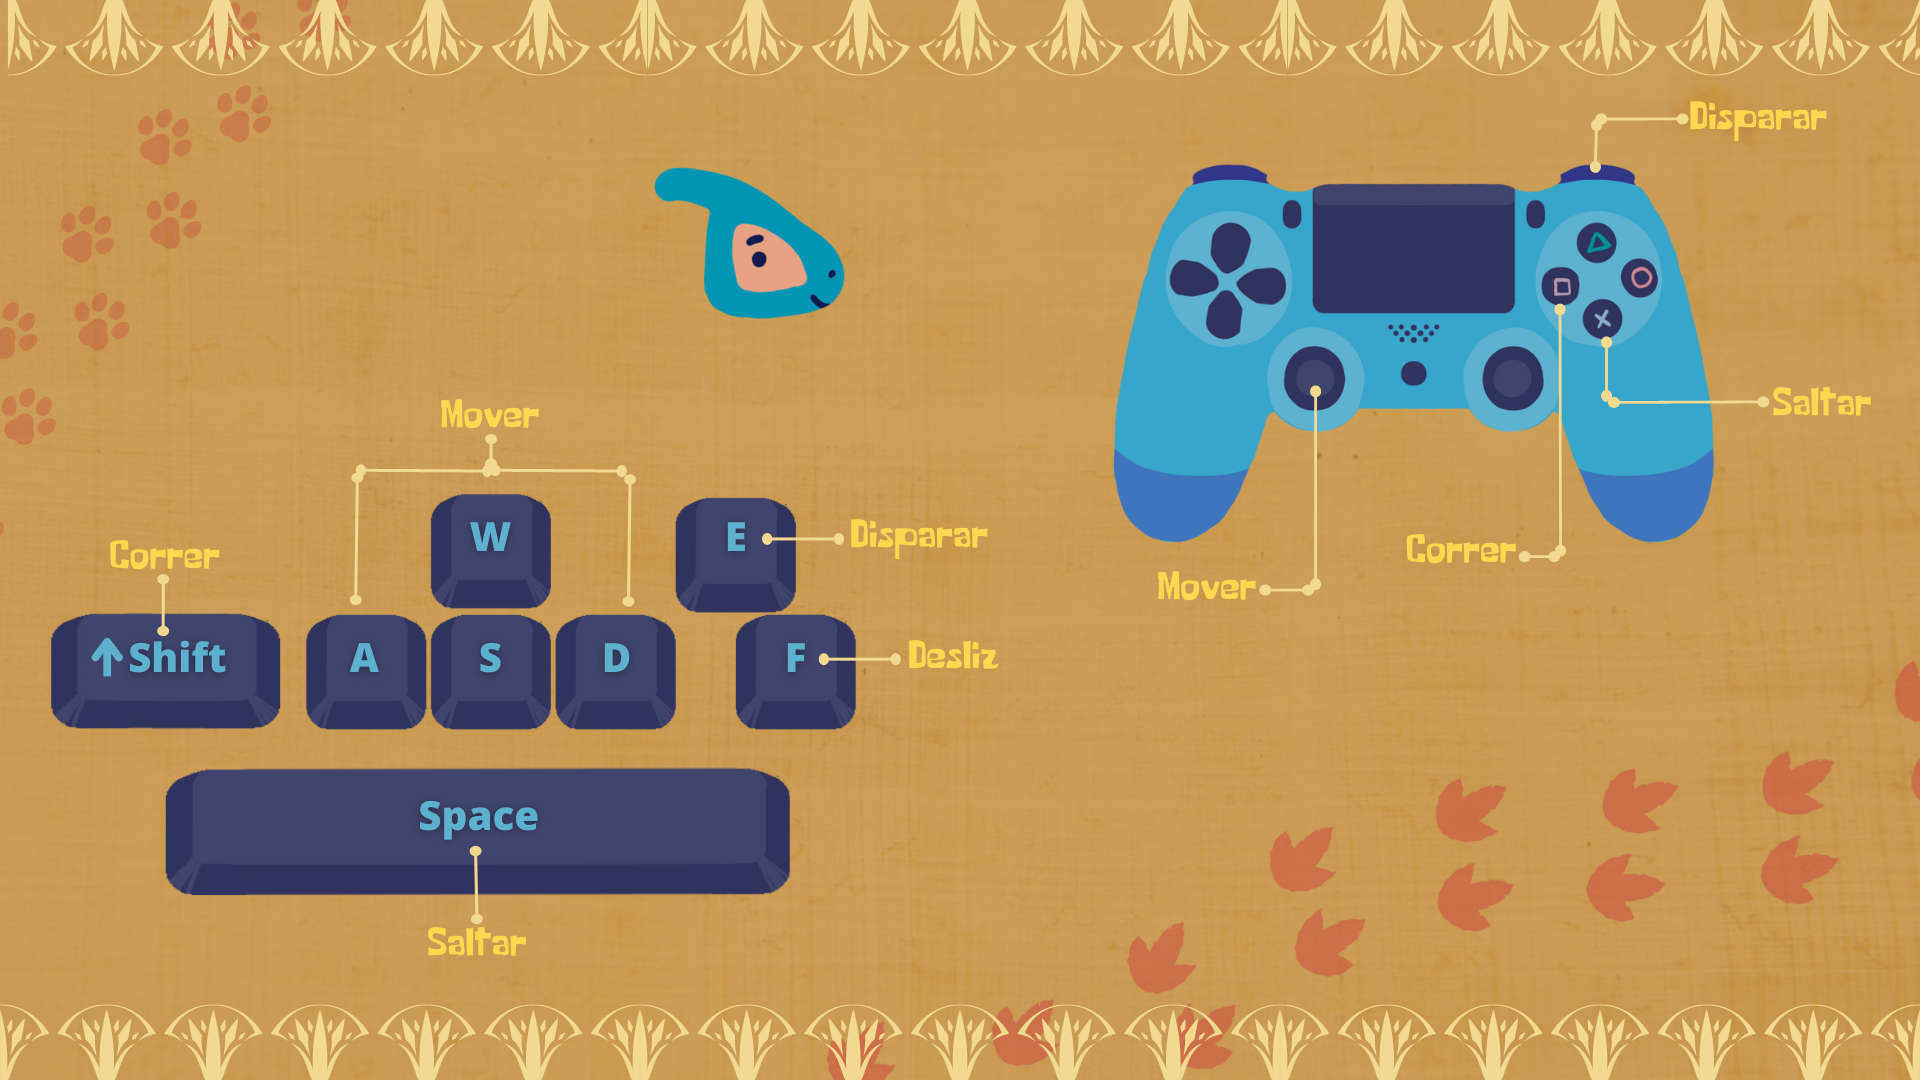 Disparar
Mover
Saltar
W
E
Disparar
Correr
Correr
Mover
Shift
A
S
D
F
Desliz
Space
Saltar